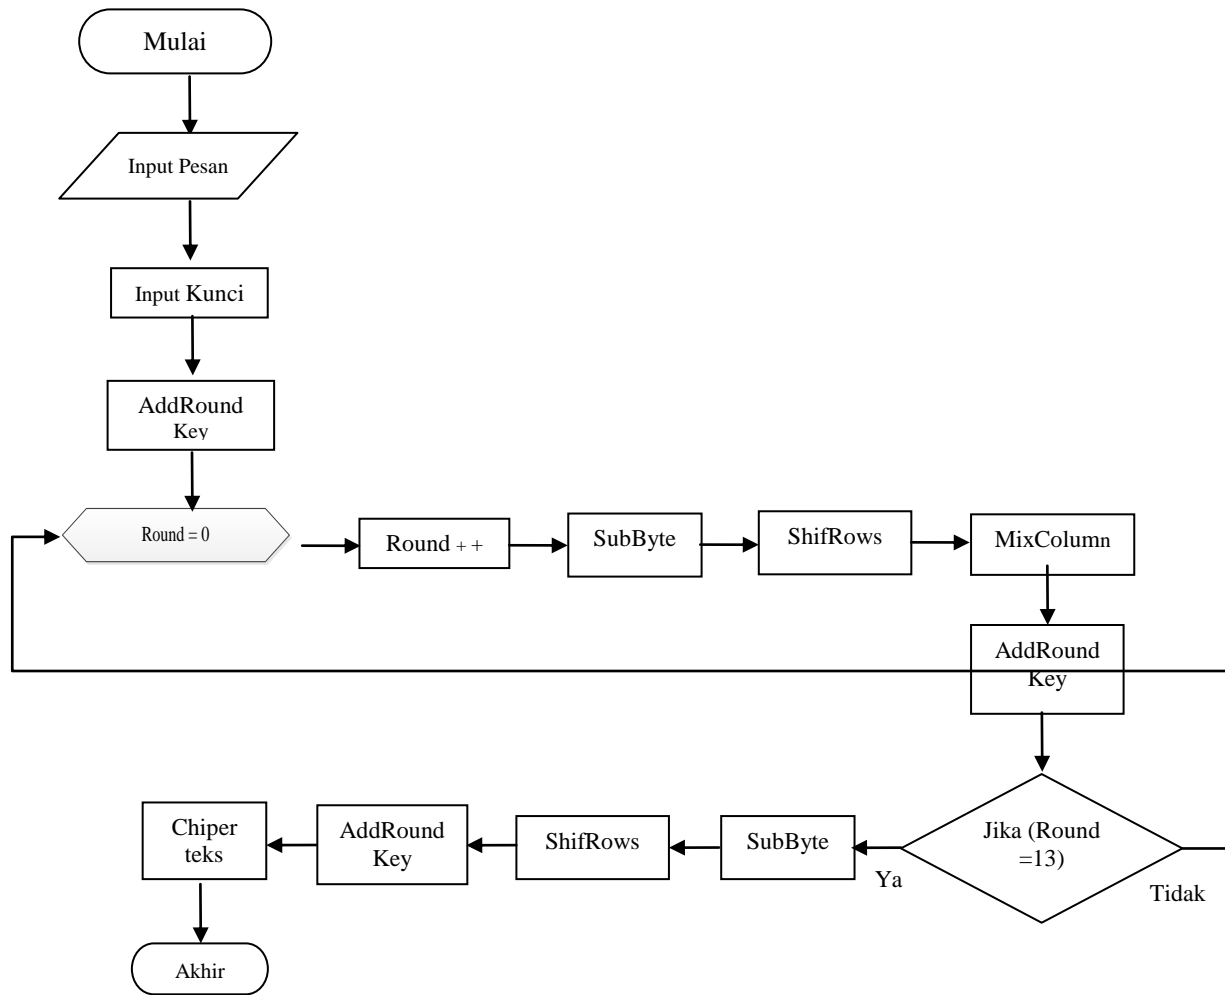 Mulai
Input Pesan
Input Kunci
AddRound
Key
Round = 0
Round + +
SubByte
ShifRows
MixColumn
AddRound
Key
Jika (Round
=13)
Ya
Tidak
SubByte
ShifRows
AddRound
Key
Chiper
teks
Akhir